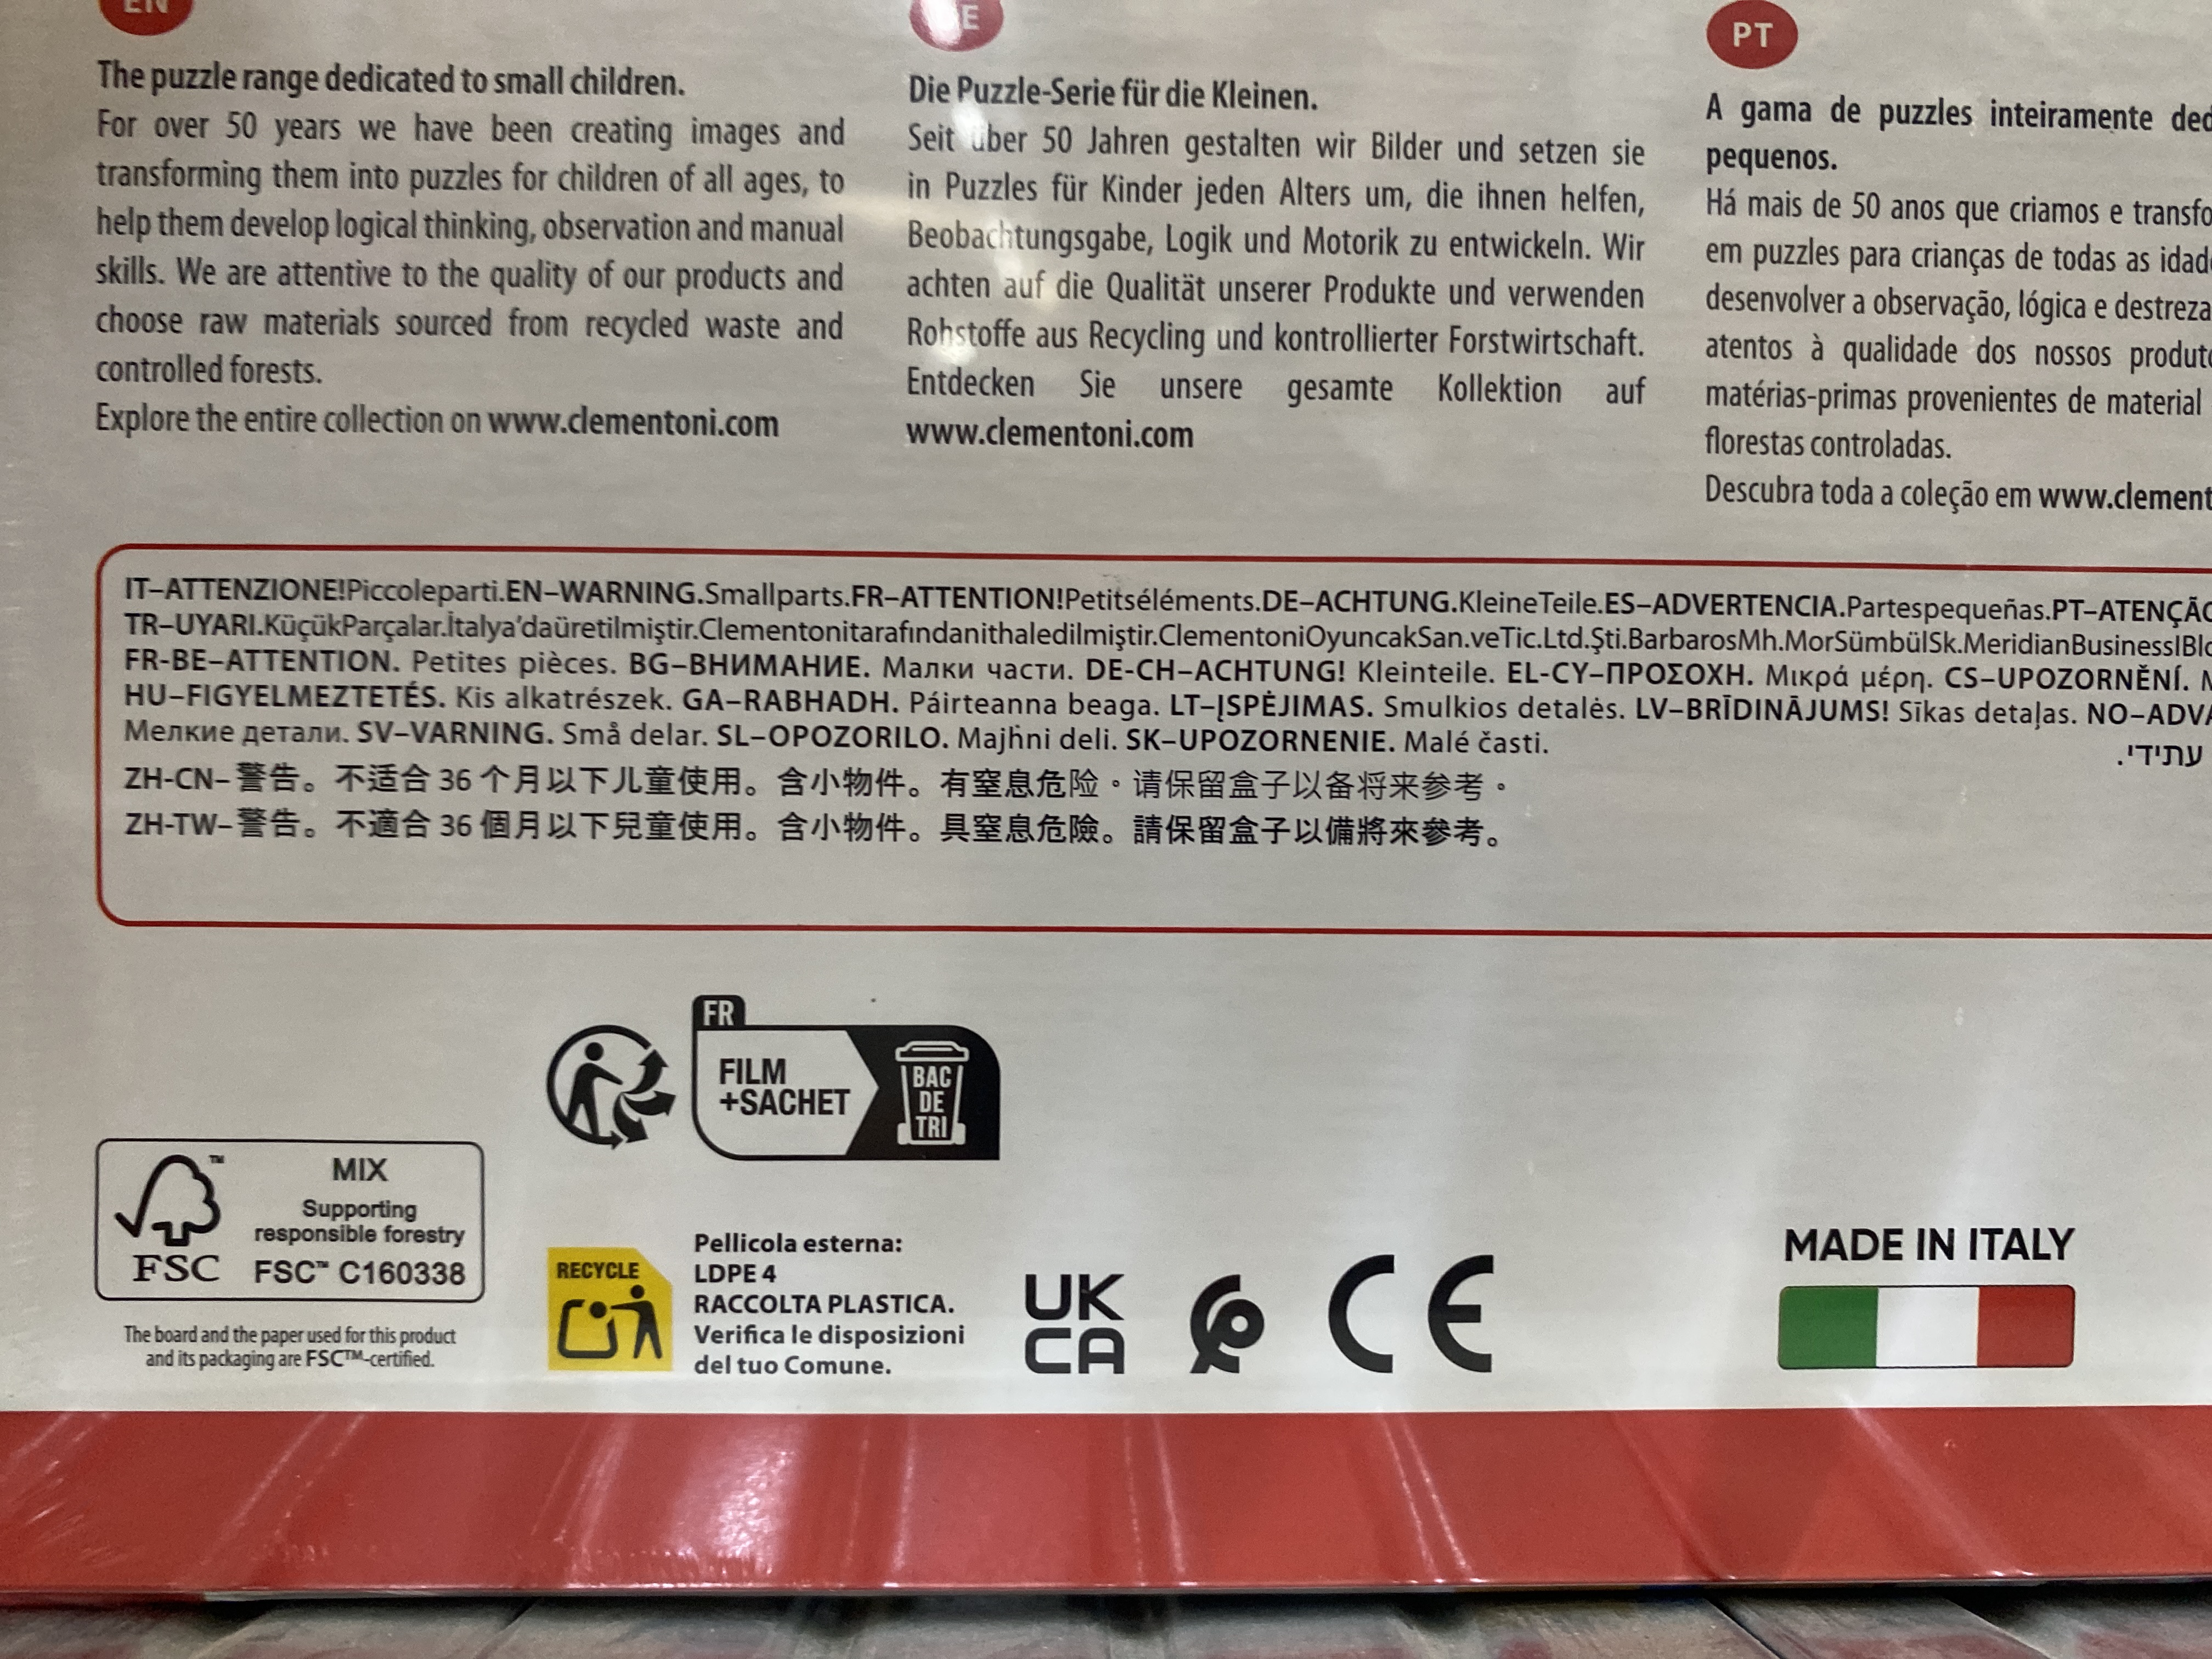 EN
The puzzle range dedicated to small children.
For over 50 years we have been creating images and
transforming them into puzzles for children of all ages, to
help them develop logical thinking, observation and manual
skills. We are attentive to the quality of our products and
choose raw materials sourced from recycled waste and
controlled forests.
Explore the entire collection on www.clementoni.com
DE
Die Puzzle-Serie für die Kleinen.
Seit über 50 Jahren gestalten wir Bilder und setzen sie
in Puzzles für Kinder jeden Alters um, die ihnen helfen,
Beobachtungsgabe, Logik und Motorik zu entwickeln. Wir
achten auf die Qualität unserer Produkte und verwenden
Rohstoffe aus Recycling und kontrollierter Forstwirtschaft.
Entdecken Sie unsere gesamte Kollektion auf
www.clementoni.com
PT
A gama de puzzles inteiramente ded
pequenos.
Há mais de 50 anos que criamos e transfo
em puzzles para crianças de todas as idad
desenvolver a observação, lógica e destreza
atentos à qualidade dos nossos produt
matérias-primas provenientes de material
florestas controladas.
Descubra toda a coleção em www.clement
IT–ATTENZIONE!Piccoleparti.EN–WARNING.Smallparts.FR–ATTENTION!Petitséléments.DE–ACHTUNG.KleineTeile.ES–ADVERTENCIA.Partespequeñas.PT–ATENÇÃO
TR–UYARI.KüçükParçalar.İtalya'daüretilmiştir.Clementonitarafındanithaledilmiştir.ClementoniOyuncakSan.veTic.Ltd.Şti.BarbarosMh.MorSümbülSk.MeridianBusinessIBlo
FR-BE–ATTENTION. Petites pièces. BG–ВНИМАНИЕ. Малки части. DE-CH–ACHTUNG! Kleinteile. EL-CY–ΠΡΟΣΟΧΗ. Μικρά μέρη. CS–UPOZORNĚNÍ. M
HU–FIGYELMEZTETÉS. Kis alkatrészek. GA–RABHADH. Páirteanna beaga. LT–ĮSPĖJIMAS. Smulkios detalės. LV–BRĪDINĀJUMS! Sīkas detaļas. NO–ADVA
Мелкие детали. SV–VARNING. Små delar. SL–OPOZORILO. Majḣni deli. SK–UPOZORNENIE. Malé časti.
עתידי.
ZH-CN–警告。不适合 36 个月以下儿童使用。含小物件。有窒息危险。请保留盒子以备将来参考。
ZH-TW–警告。不適合 36 個月以下兒童使用。含小物件。具窒息危險。請保留盒子以備將來參考。
FR
FILM
+SACHET
BAC
DE
TRI
FSC™
MIX
Supporting
responsible forestry
FSC™ C160338
The board and the paper used for this product
and its packaging are FSC™-certified.
RECYCLE
Pellicola esterna:
LDPE 4
RACCOLTA PLASTICA.
Verifica le disposizioni
del tuo Comune.
UK
CA
CE
MADE IN ITALY